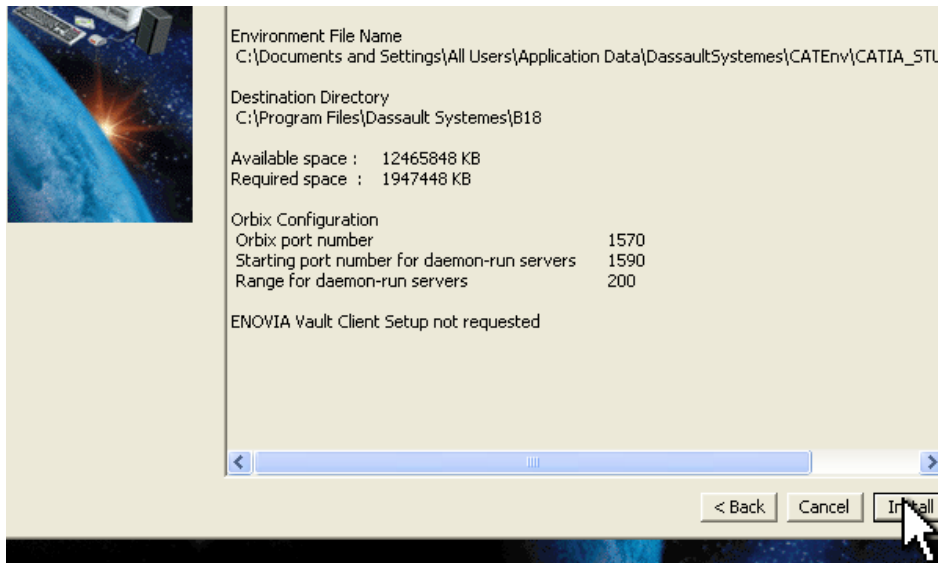 Environment File Name
C:\Documents and Settings\All Users\Application Data\DassaultSystemes\CATEnv\CATIA_STU
Destination Directory
C:\Program Files\Dassault Systemes\B18
Available space : 12465848 KB
Required space : 1947448 KB
Orbix Configuration
Orbix port number 1570
Starting port number for daemon-run servers 1590
Range for daemon-run servers 200
ENOVIA Vault Client Setup not requested
< Back Cancel Install